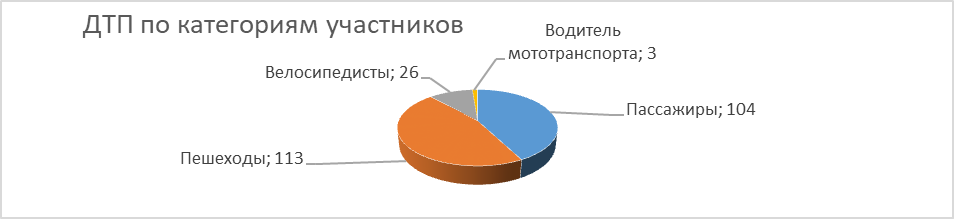 ДТП по категориям участников
Водитель
мототранспорта; 3
Велосипедисты; 26
Пассажиры; 104
Пешеходы; 113